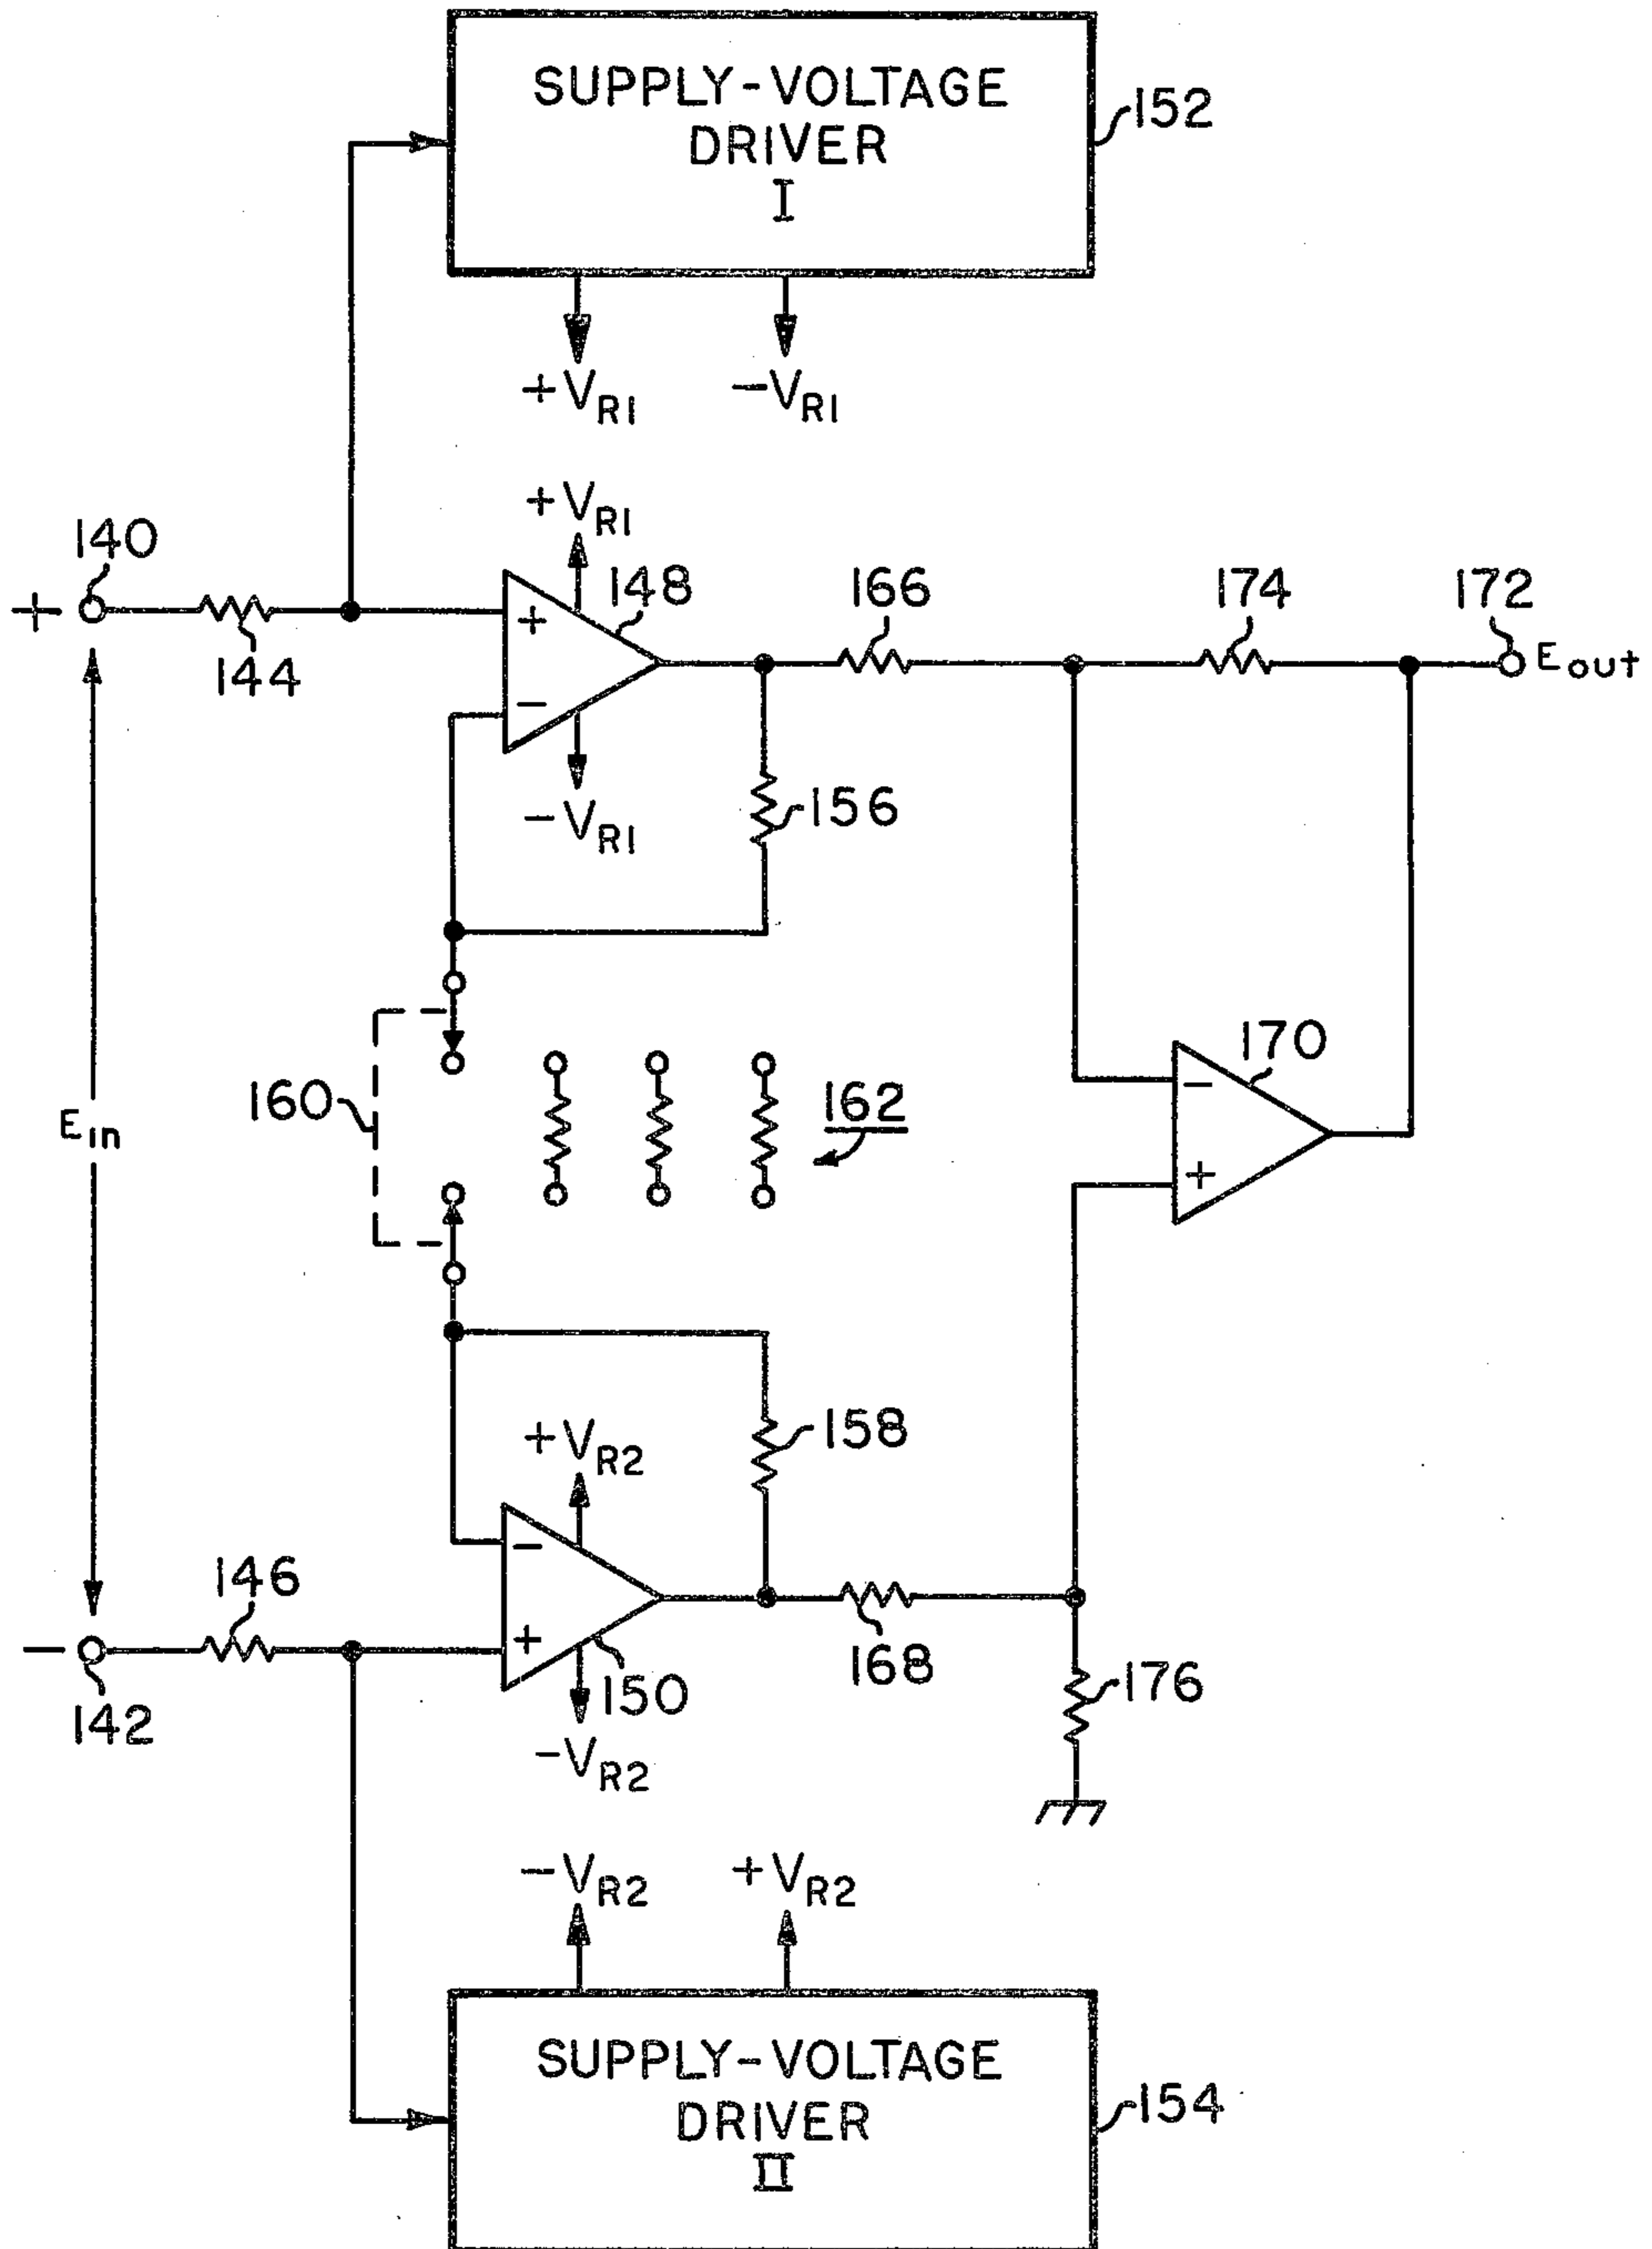 SUPPLY-VOLTAGE
DRIVER
I
152
+VR1
-VR1
+VR1
140
148
166
174
172
+
+
Eout
144
-
-VR1
156
170
160
162
-
Ein
+
158
+VR2
146
-
-
+
168
176
142
150
-VR2
-VR2
+VR2
SUPPLY-VOLTAGE
DRIVER
II
154